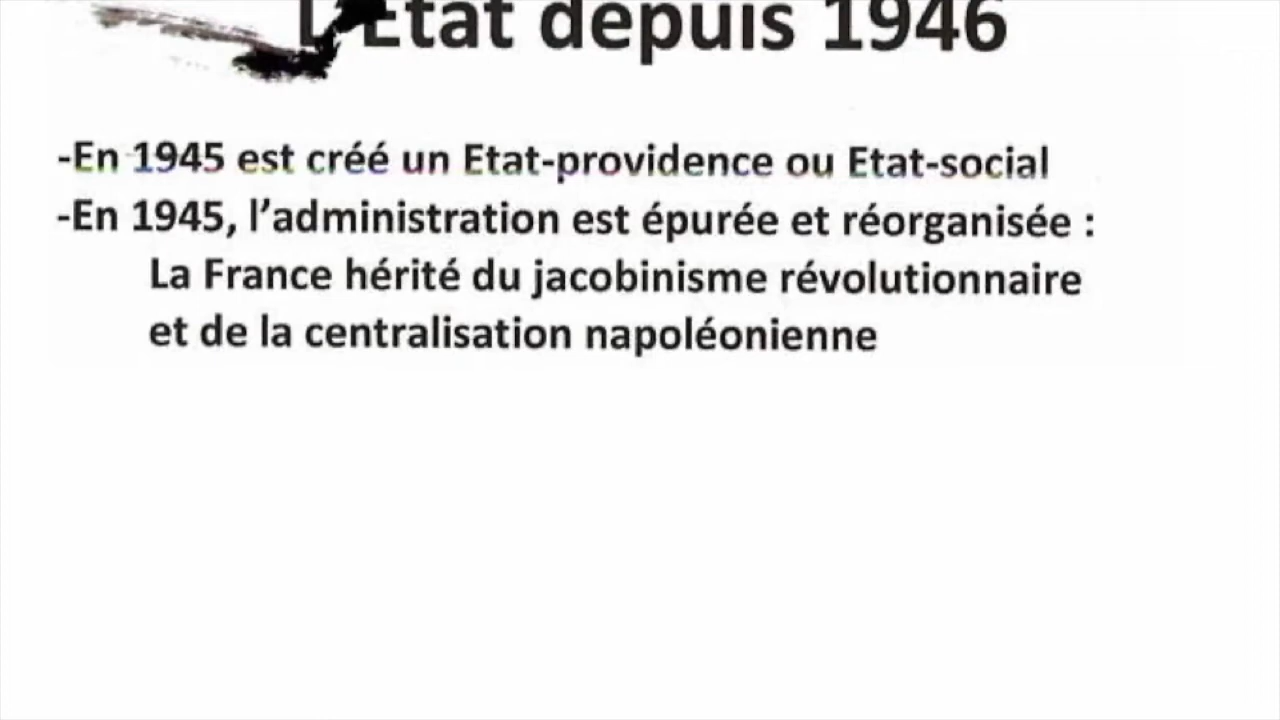 L'Etat depuis 1946
-En 1945 est créé un Etat-providence ou Etat-social
-En 1945, l’administration est épurée et réorganisée :
La France hérité du jacobinisme révolutionnaire
et de la centralisation napoléonienne